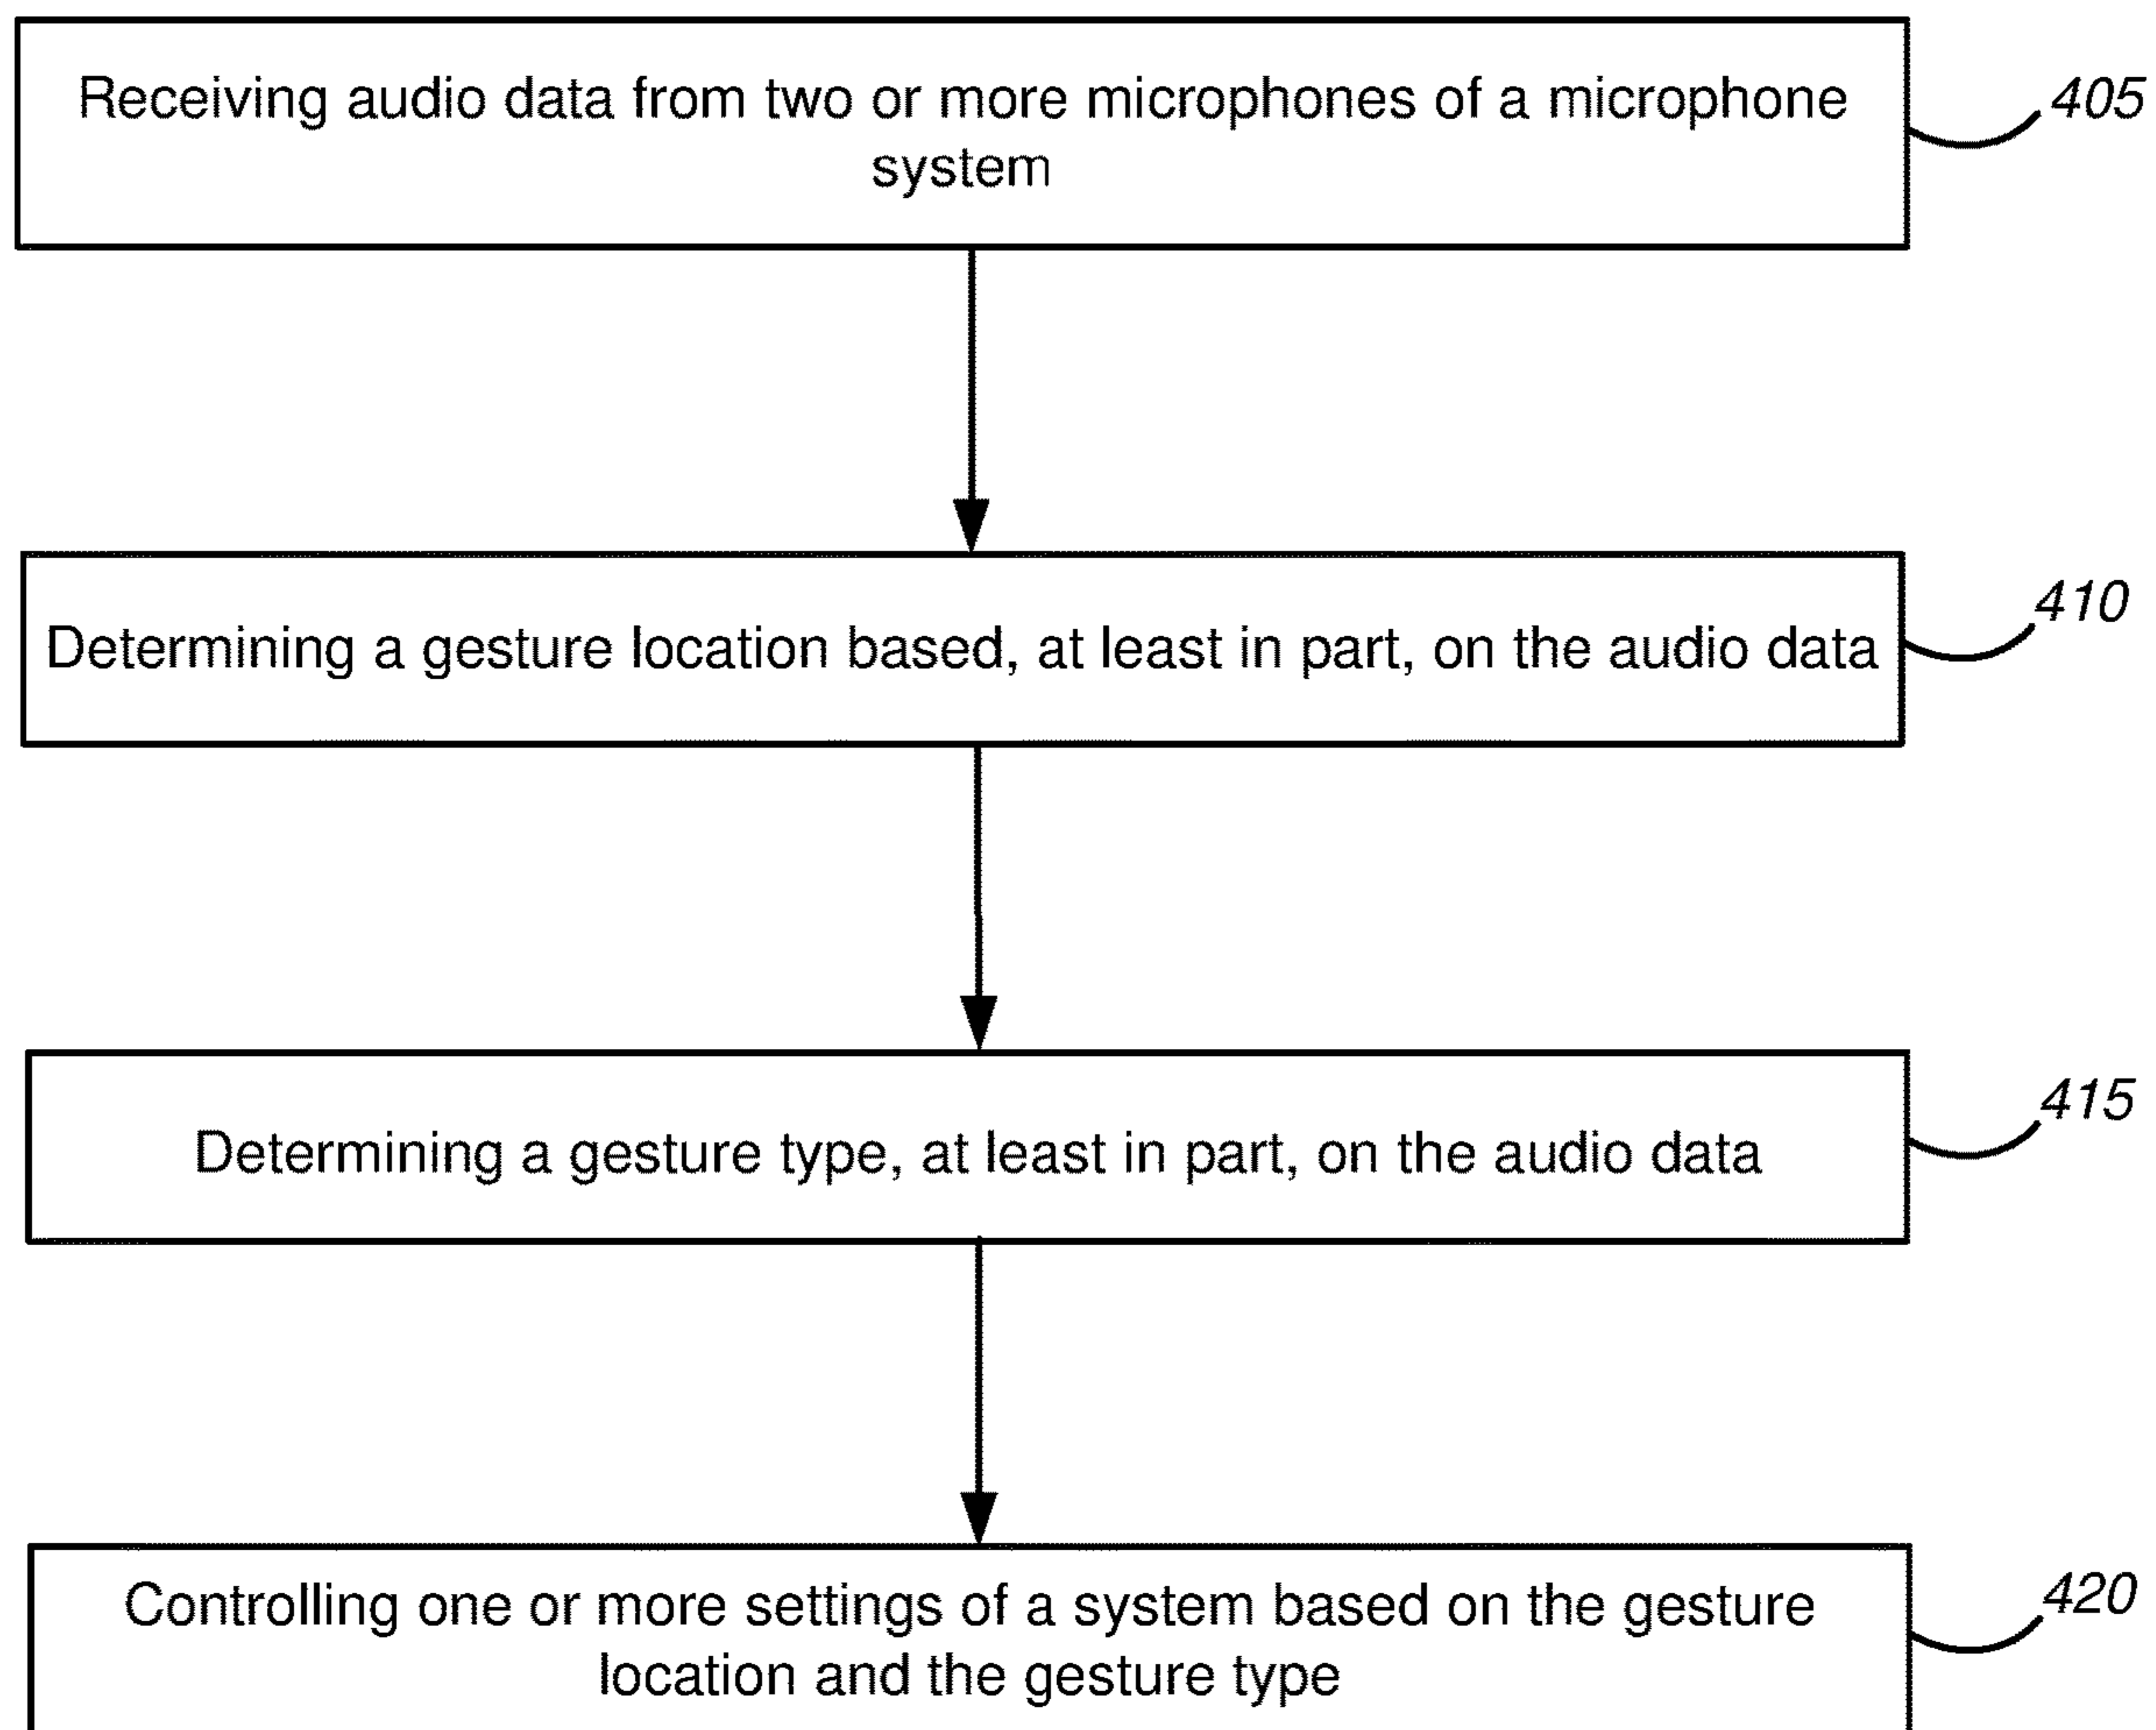 Receiving audio data from two or more microphones of a microphone
system
405
Determining a gesture location based, at least in part, on the audio data
410
Determining a gesture type, at least in part, on the audio data
415
Controlling one or more settings of a system based on the gesture
location and the gesture type
420